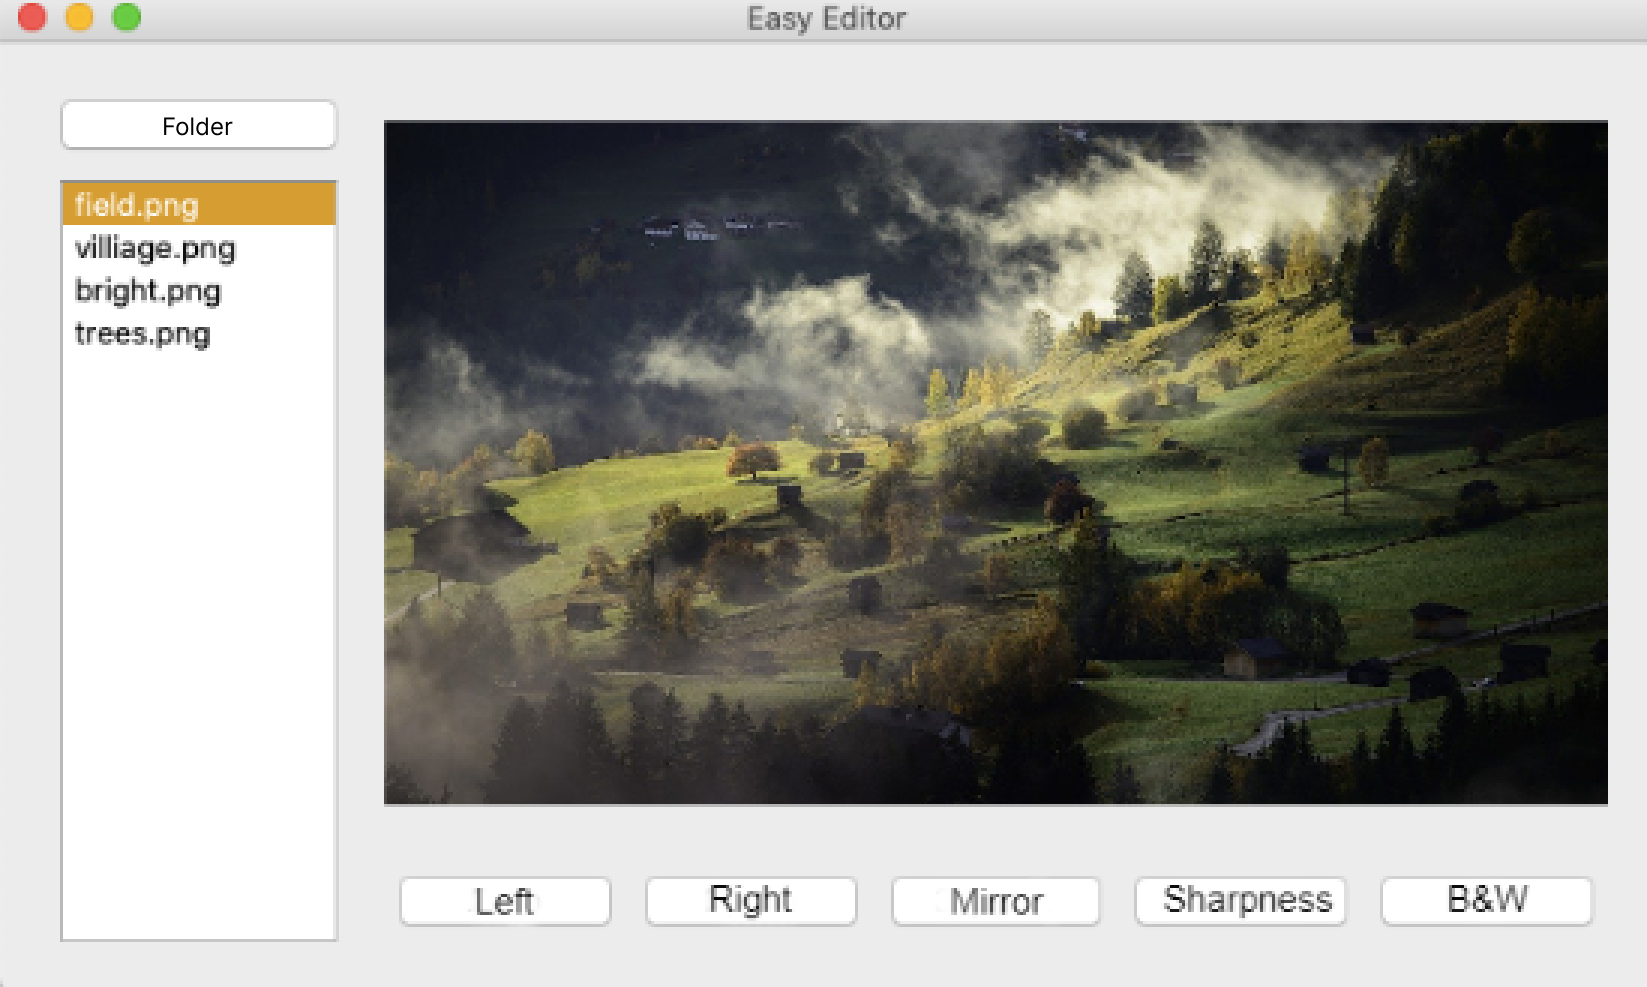 Easy Editor
Folder
field.png
villiage.png
bright.png
trees.png
Left
Right
Mirror
Sharpness
B&W